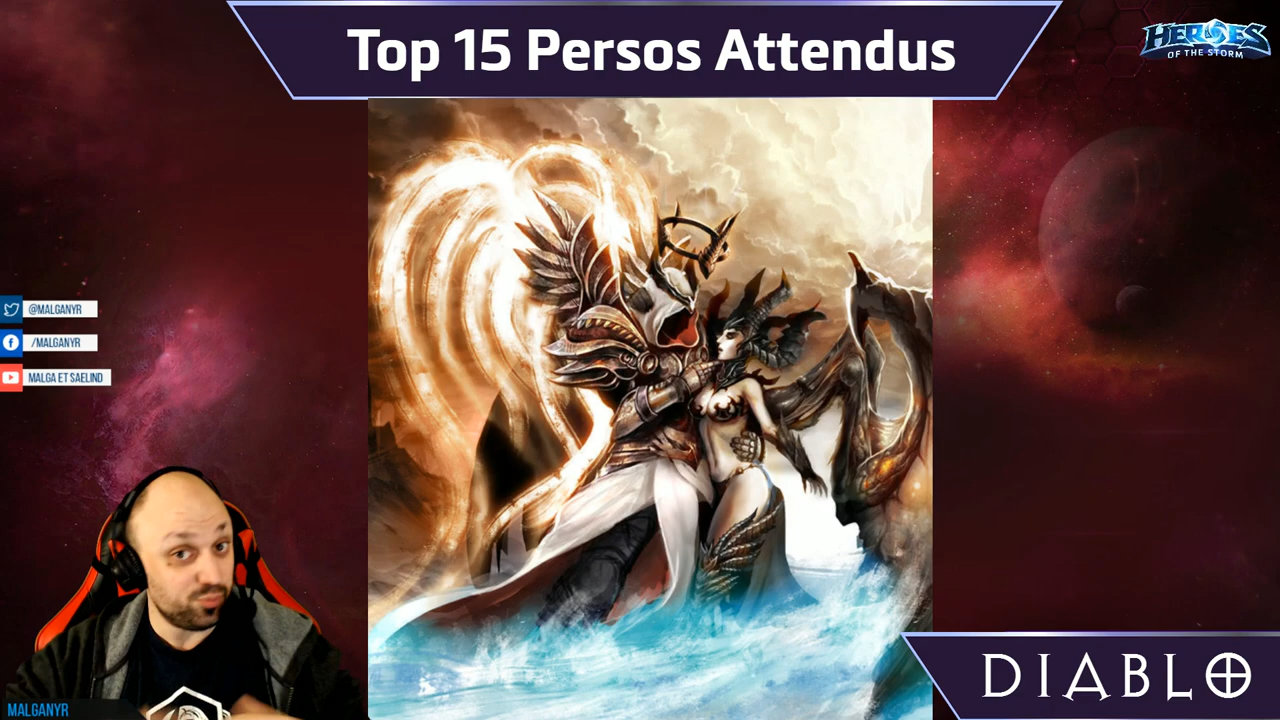 Top 15 Persos Attendus
HEROES
OF THE STORM
@MALGANYR
/MALGANYR
MALGA ET SAELIND
MALGANYR
DIABLO